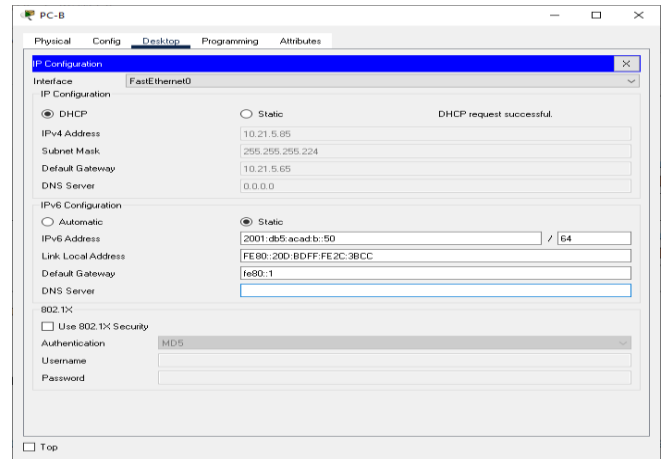 PC-B
Physical Config Desktop Programming Attributes
IP Configuration X
Interface FastEthernet0
IP Configuration
DHCP Static DHCP request successful.
IPv4 Address 10.21.5.85
Subnet Mask 255.255.255.224
Default Gateway 10.21.5.65
DNS Server 0.0.0.0
IPv6 Configuration
Automatic Static
IPv6 Address 2001:db5:acad:b::50 / 64
Link Local Address FE80::20D:BDFF:FE2C:3BCC
Default Gateway fe80::1
DNS Server
802.1X
Use 802.1X Security
Authentication MD5
Username
Password
Top